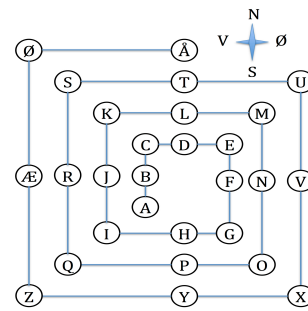 N
V Ø
S
Ø Å
S T U
K L M
C D E
Æ R J B F N V
A
I H G
Q P O
Z Y X